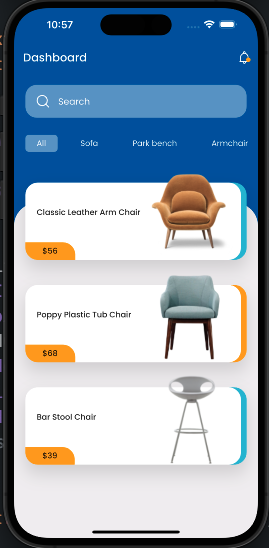 10:57
Dashboard
Search
All Sofa Park bench Armchair
Classic Leather Arm Chair
$56
Poppy Plastic Tub Chair
$68
Bar Stool Chair
$39